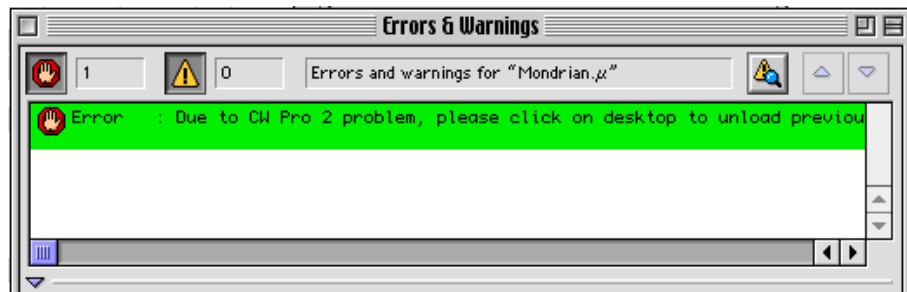 Errors & Warnings
1 0 Errors and warnings for “Mondrian.µ”
Error : Due to CW Pro 2 problem, please click on desktop to unload previou